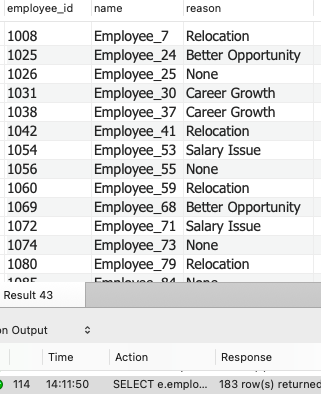 employee_id name reason
1008 Employee_7 Relocation
1025 Employee_24 Better Opportunity
1026 Employee_25 None
1031 Employee_30 Career Growth
1038 Employee_37 Career Growth
1042 Employee_41 Relocation
1054 Employee_53 Salary Issue
1056 Employee_55 None
1060 Employee_59 Relocation
1069 Employee_68 Better Opportunity
1072 Employee_71 Salary Issue
1074 Employee_73 None
1080 Employee_79 Relocation
1085 Employee_84 None
Result 43
on Output
Time Action Response
114 14:11:50 SELECT e.emplo... 183 row(s) returned